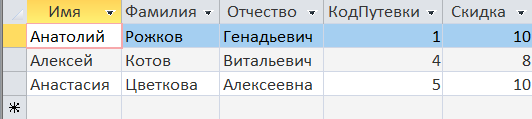 Имя Фамилия Отчество КодПутевки Скидка
Анатолий Рожков Генадьевич 1 10
Алексей Котов Витальевич 4 8
Анастасия Цветкова Алексеевна 5 10